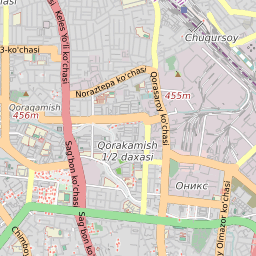 Keles Yo'li ko'chasi
Chuqursoy
3-ko'chasi
Noraztepa ko'chasi
Qorasaroy ko'chasi
455m
Qoraqamish
456m
Qorakamish
1/2 daxasi
Sag'bon ko'chasi
Оникс
Sag'bon ko'chasi
Olmazor ko'chasi